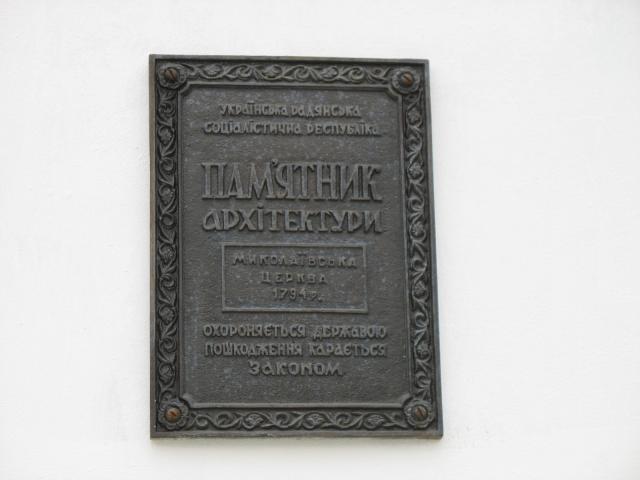 Українська Радянська
Соціалістична Республіка
ПАМ'ЯТНИК
АРХІТЕКТУРИ
Миколаївська
церква
1794 р.
Охороняється державою
Пошкодження карається
законом